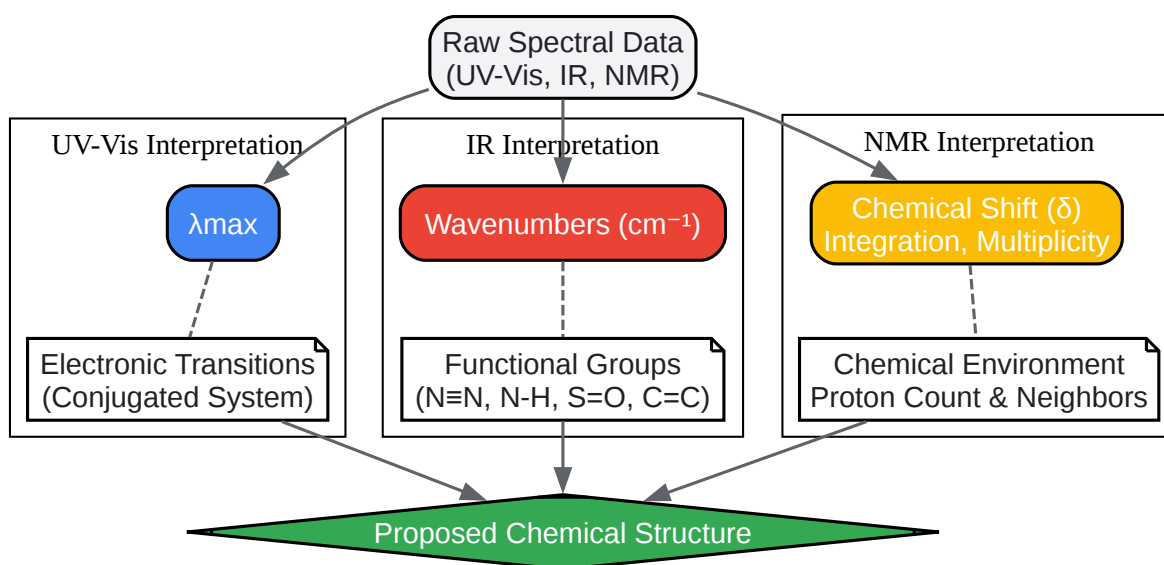 Raw Spectral Data
(UV-Vis, IR, NMR)
UV-Vis Interpretation
IR Interpretation
NMR Interpretation
λmax
Wavenumbers (cm⁻¹)
Chemical Shift (δ)
Integration, Multiplicity
Electronic Transitions
(Conjugated System)
Functional Groups
(N≡N, N-H, S=O, C=C)
Chemical Environment
Proton Count & Neighbors
Proposed Chemical Structure